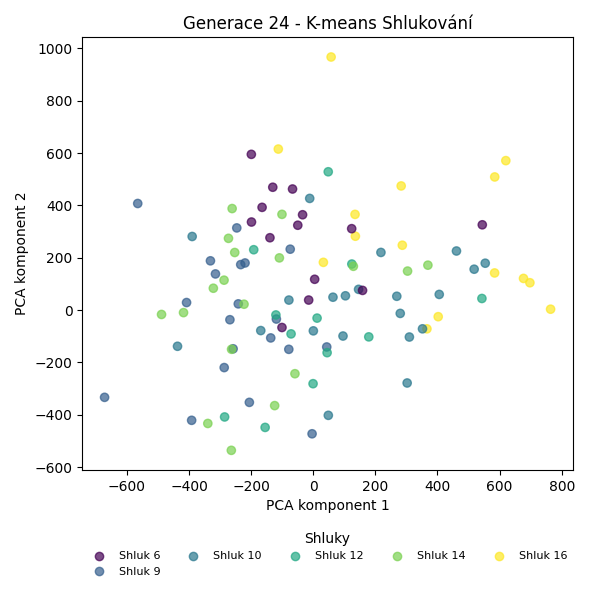 Generace 24 - K-means Shlukování
PCA komponent 2
1000
800
600
400
200
0
−200
−400
−600
−600 −400 −200 0 200 400 600 800
PCA komponent 1
Shluky
Shluk 6 Shluk 10 Shluk 12 Shluk 14 Shluk 16
Shluk 9